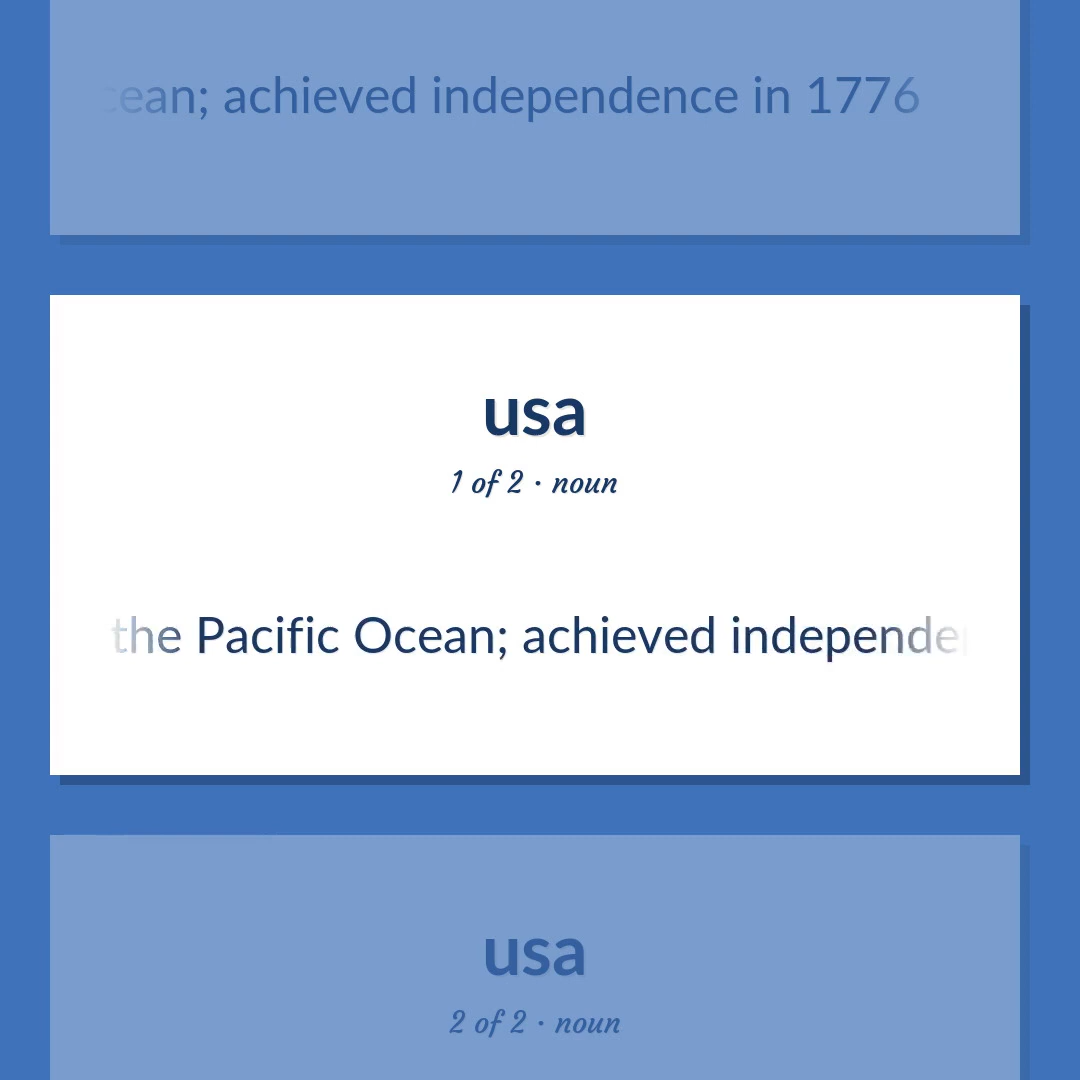 ean; achieved independence in 1776
usa
1 of 2 · noun
the Pacific Ocean; achieved
usa
2 of 2 · noun